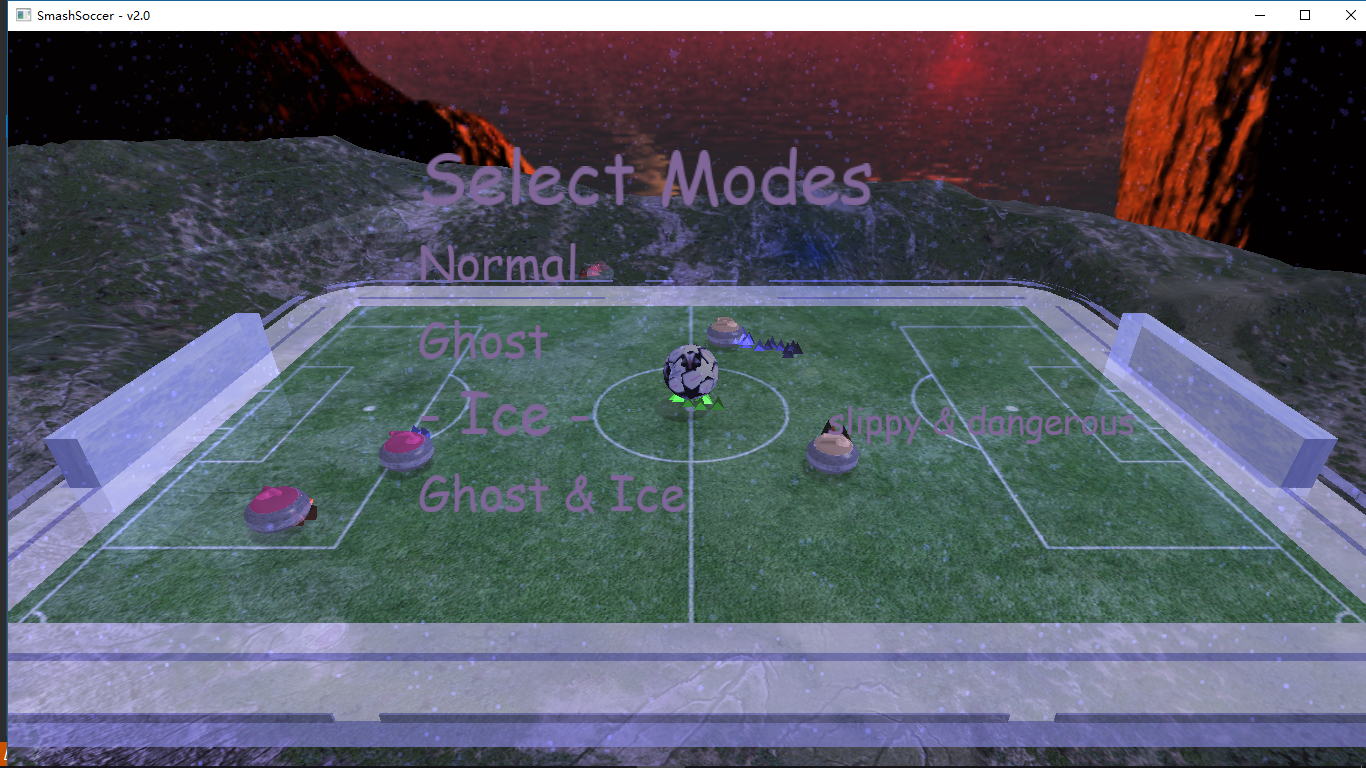 SmashSoccer - v2.0
Select Modes
Normal
Ghost
- Ice - slippy & dangerous
Ghost & Ice